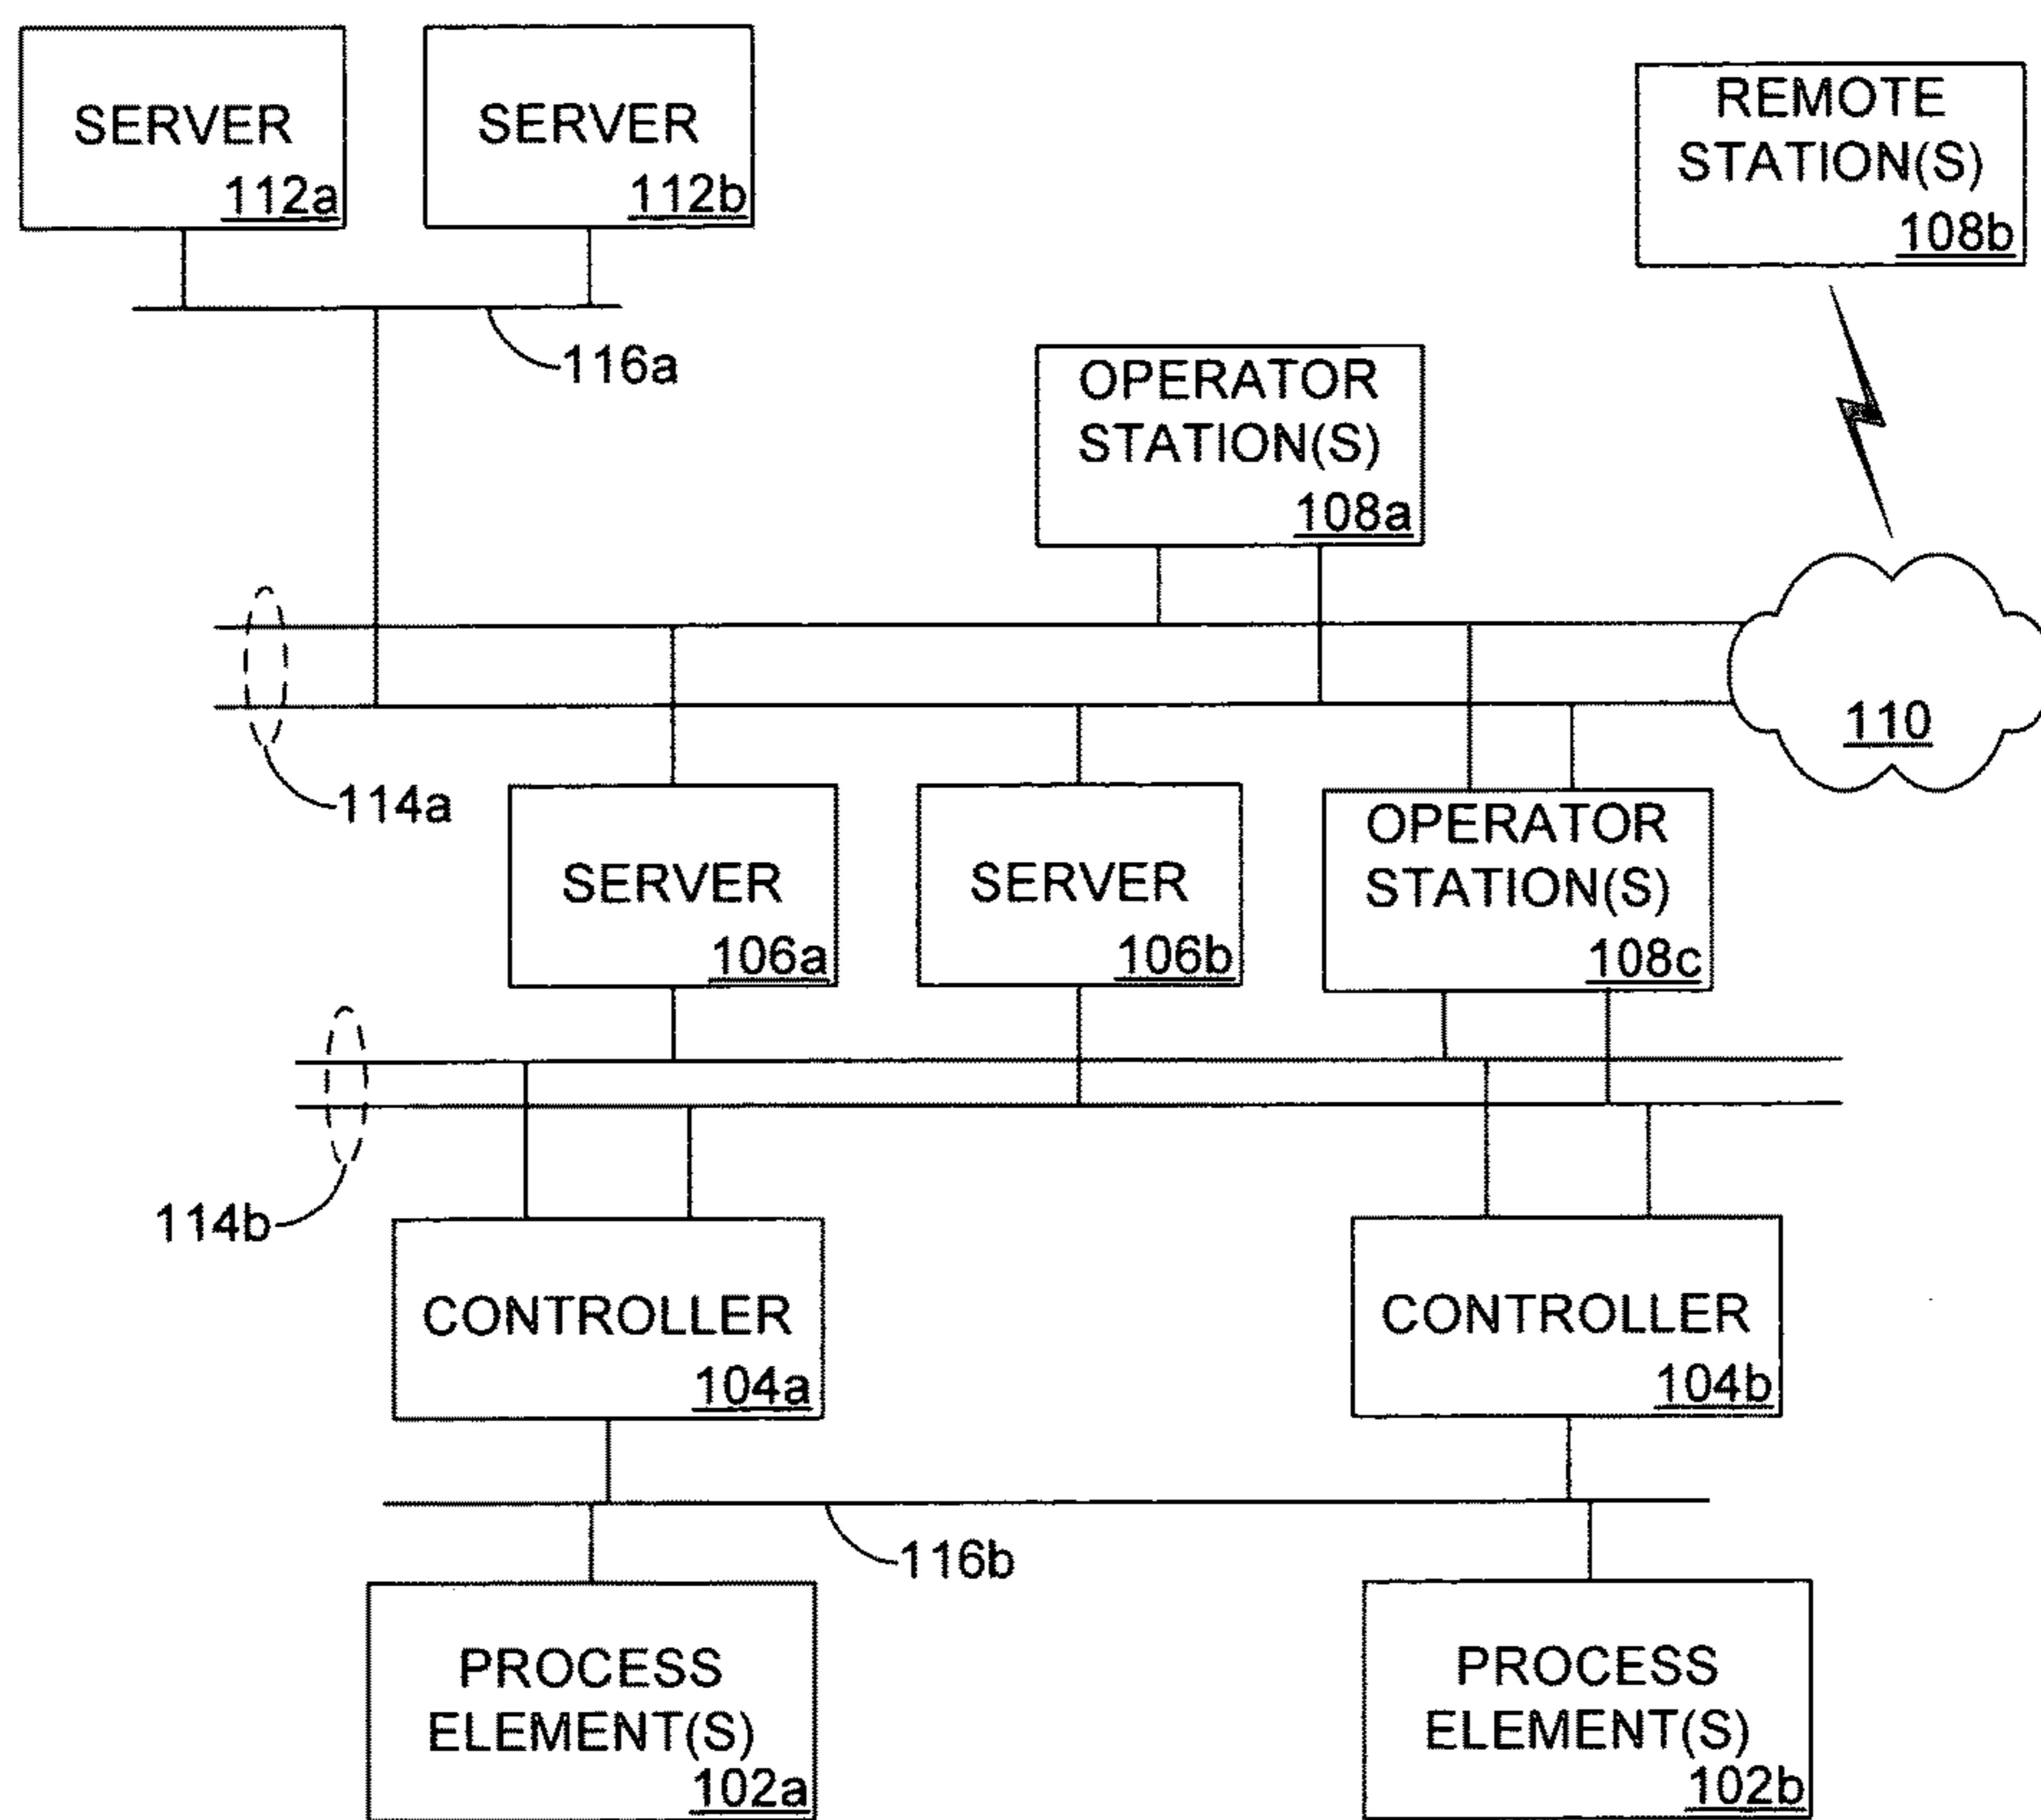 SERVER
112a
SERVER
112b
REMOTE
STATION(S)
108b
116a
OPERATOR
STATION(S)
108a
110
114a
SERVER
106a
SERVER
106b
OPERATOR
STATION(S)
108c
114b
CONTROLLER
104a
CONTROLLER
104b
116b
PROCESS
ELEMENT(S)
102a
PROCESS
ELEMENT(S)
102b